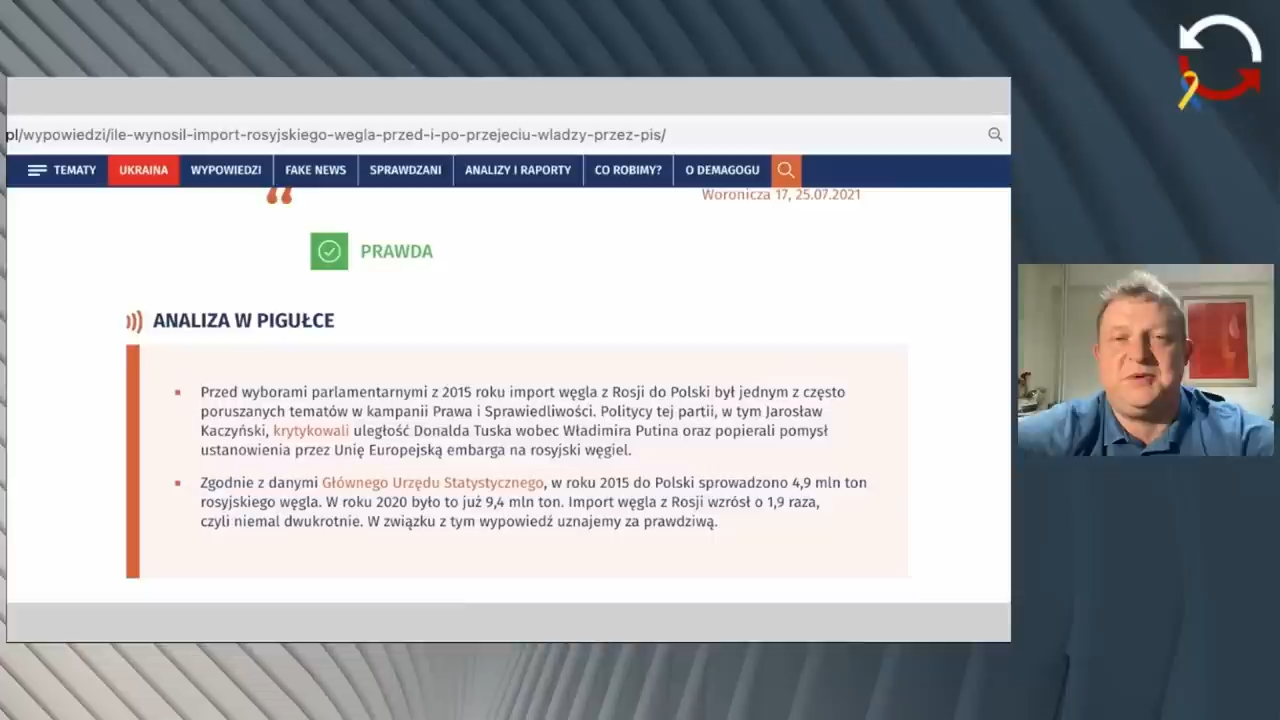 pl/wypowiedzi/ile-wynosil-import-rosyjskiego-wegla-przed-i-po-przejeciu-wladzy-przez-pis/
TEMATY UKRAINA WYPOWIEDZI FAKE NEWS SPRAWDZANI ANALIZY I RAPORTY CO ROBIMY? O DEMAGOGU
Woronicza 17, 25.07.2021
PRAWDA
ANALIZA W PIGUŁCE
Przed wyborami parlamentarnymi z 2015 roku import węgla z Rosji do Polski był jednym z często
poruszanych tematów w kampanii Prawa i Sprawiedliwości. Politycy tej partii, w tym Jarosław
Kaczyński, krytykowali uległość Donalda Tuska wobec Władimira Putina oraz popierali pomysł
ustanowienia przez Unię Europejską embarga na rosyjski węgiel.
Zgodnie z danymi Głównego Urzędu Statystycznego, w roku 2015 do Polski sprowadzono 4,9 mln ton
rosyjskiego węgla. W roku 2020 było to już 9,4 mln ton. Import węgla z Rosji wzrósł o 1,9 raza,
czyli niemal dwukrotnie. W związku z tym wypowiedź uznajemy za prawdziwą.